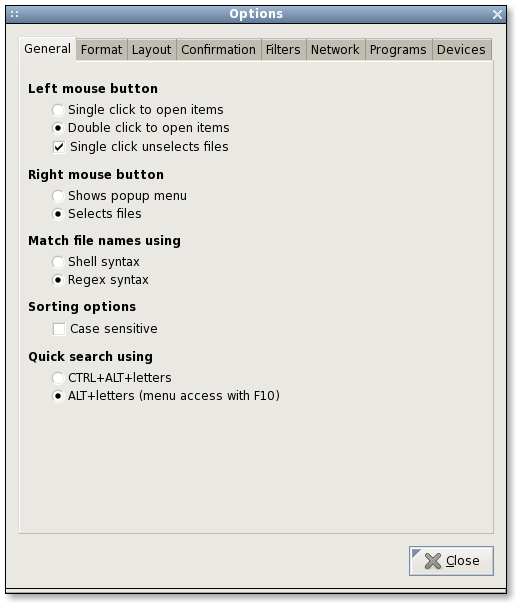 Options
General Format Layout Confirmation Filters Network Programs Devices
Left mouse button
Single click to open items
Double click to open items
Single click unselects files
Right mouse button
Shows popup menu
Selects files
Match file names using
Shell syntax
Regex syntax
Sorting options
Case sensitive
Quick search using
CTRL+ALT+letters
ALT+letters (menu access with F10)
Close